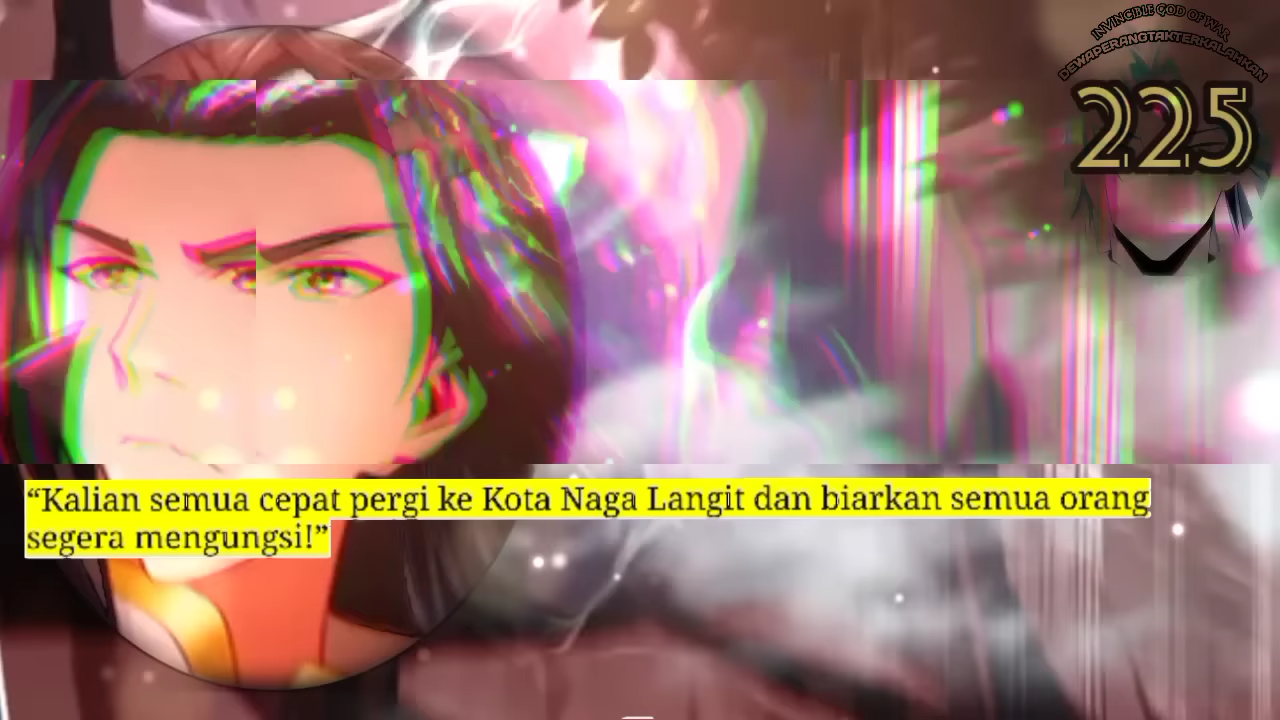 INVINCIBLE GOD OF WAR
DEWAPERANGTAKTERKALAHKAN
225
“Kalian semua cepat pergi ke Kota Naga Langit dan biarkan semua orang
segera mengungsi!”